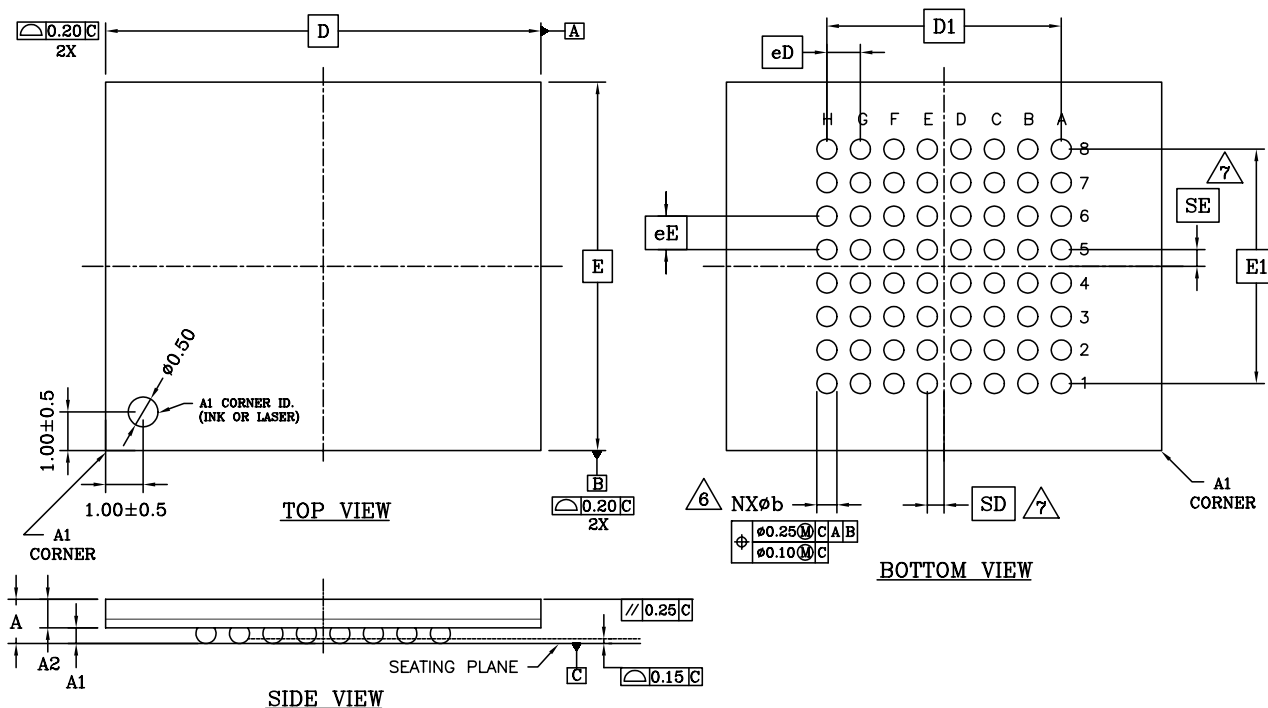 ⌓ 0.20 C
2X
D
A
E
ø0.50
A1 CORNER ID.
(INK OR LASER)
1.00±0.5
1.00±0.5
A1
CORNER
TOP VIEW
B
⌓ 0.20 C
2X
D1
eD
H G F E D C B A
8
7
6
5
4
3
2
1
7
SE
eE
E1
6
NXøb
⌖ ø0.25Ⓜ C A B
ø0.10Ⓜ C
SD
7
A1
CORNER
BOTTOM VIEW
A
A2
A1
// 0.25 C
SEATING PLANE
C
⌓ 0.15 C
SIDE VIEW